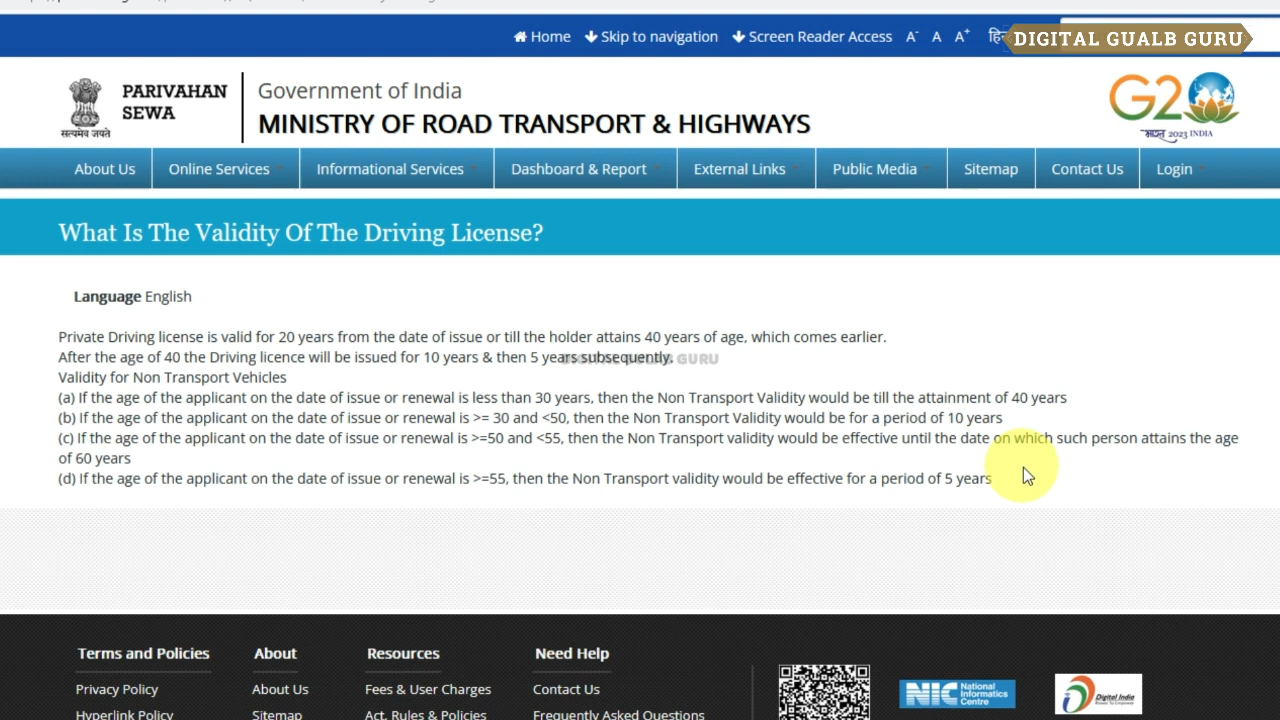 Home Skip to navigation Screen Reader Access A- A A+
DIGITAL GUALB GURU
PARIVAHAN
SEWA
सत्यमेव जयते
Government of India
MINISTRY OF ROAD TRANSPORT & HIGHWAYS
G20
भारत 2023 INDIA
About Us Online Services Informational Services Dashboard & Report External Links Public Media Sitemap Contact Us Login
What Is The Validity Of The Driving License?
Language English
Private Driving license is valid for 20 years from the date of issue or till the holder attains 40 years of age, which comes earlier.
After the age of 40 the Driving licence will be issued for 10 years & then 5 years subsequently.
DIGITAL GUALB GURU
Validity for Non Transport Vehicles
(a) If the age of the applicant on the date of issue or renewal is less than 30 years, then the Non Transport Validity would be till the attainment of 40 years
(b) If the age of the applicant on the date of issue or renewal is >= 30 and <50, then the Non Transport Validity would be for a period of 10 years
(c) If the age of the applicant on the date of issue or renewal is >=50 and <55, then the Non Transport validity would be effective until the date on which such person attains the age
of 60 years
(d) If the age of the applicant on the date of issue or renewal is >=55, then the Non Transport validity would be effective for a period of 5 years
Terms and Policies About Resources Need Help
Privacy Policy About Us Fees & User Charges Contact Us
Hyperlink Policy Sitemap Act, Rules & Policies Frequently Asked Questions
NIC National
Informatics
Centre
Digital India
Power To Empower